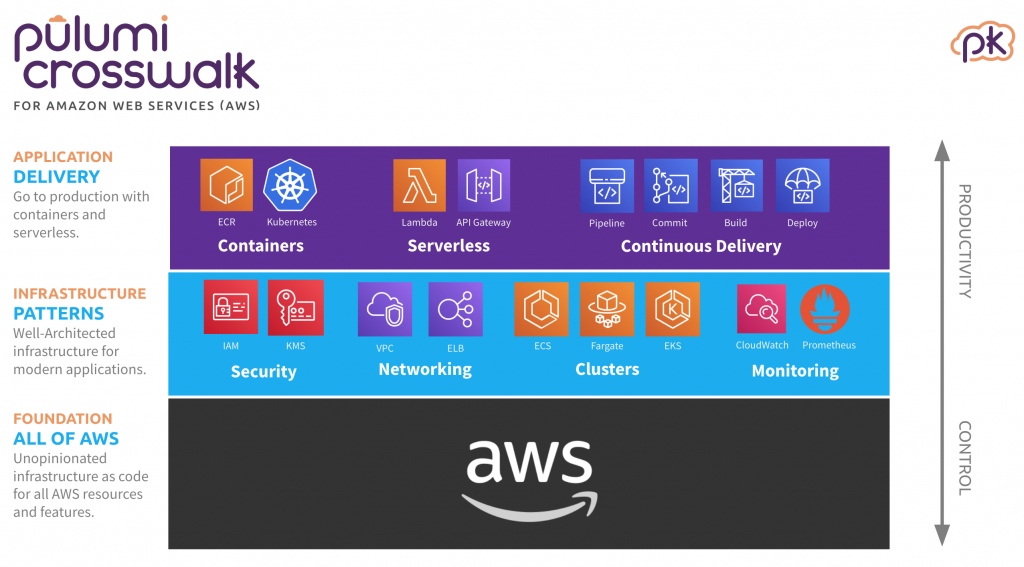 pulumi
crosswalk
FOR AMAZON WEB SERVICES (AWS)
pk
APPLICATION
DELIVERY
Go to production with
containers and
serverless.
ECR
Kubernetes
Containers
Lambda
API Gateway
Serverless
Pipeline
Commit
Build
Deploy
Continuous Delivery
INFRASTRUCTURE
PATTERNS
Well-Architected
infrastructure for
modern applications.
IAM
KMS
Security
VPC
ELB
Networking
ECS
Fargate
EKS
Clusters
CloudWatch
Prometheus
Monitoring
FOUNDATION
ALL OF AWS
Unopinionated
infrastructure as code
for all AWS resources
and features.
aws
PRODUCTIVITY
CONTROL